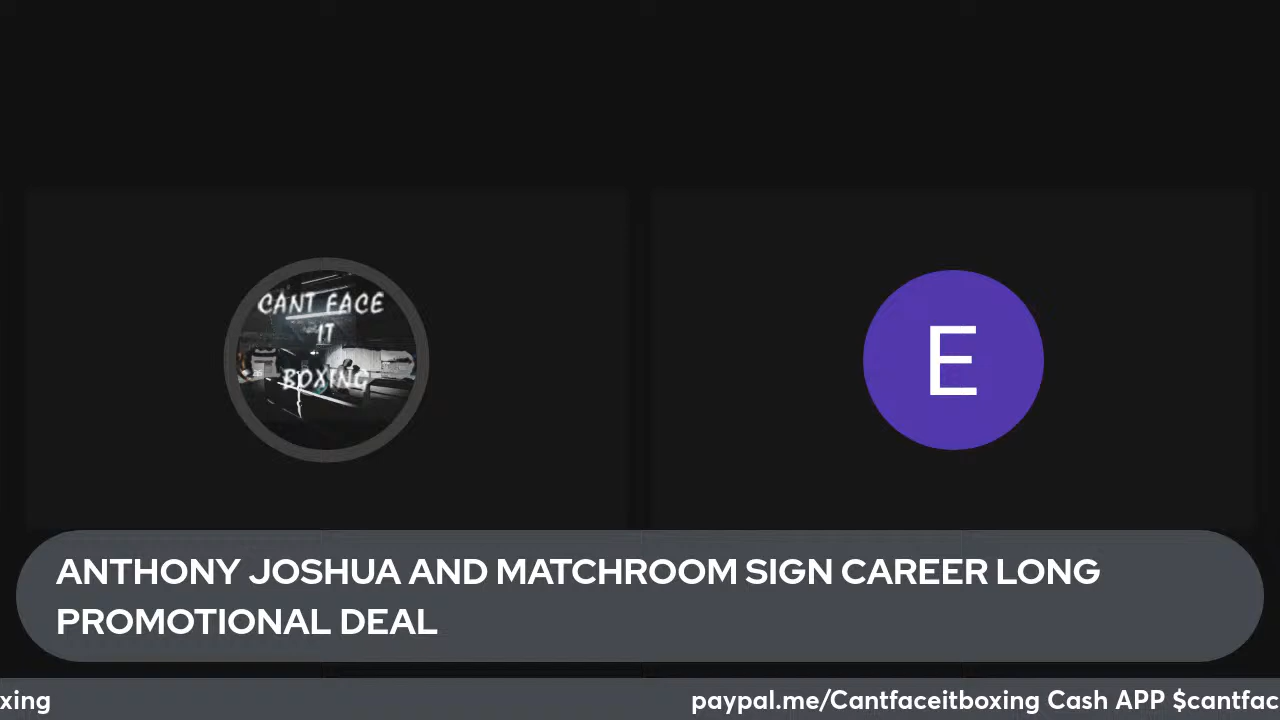 CANT FACE
IT
BOXING
E
ANTHONY JOSHUA AND MATCHROOM SIGN CAREER LONG
PROMOTIONAL DEAL
xing paypal.me/Cantfaceitboxing Cash APP $cantfac